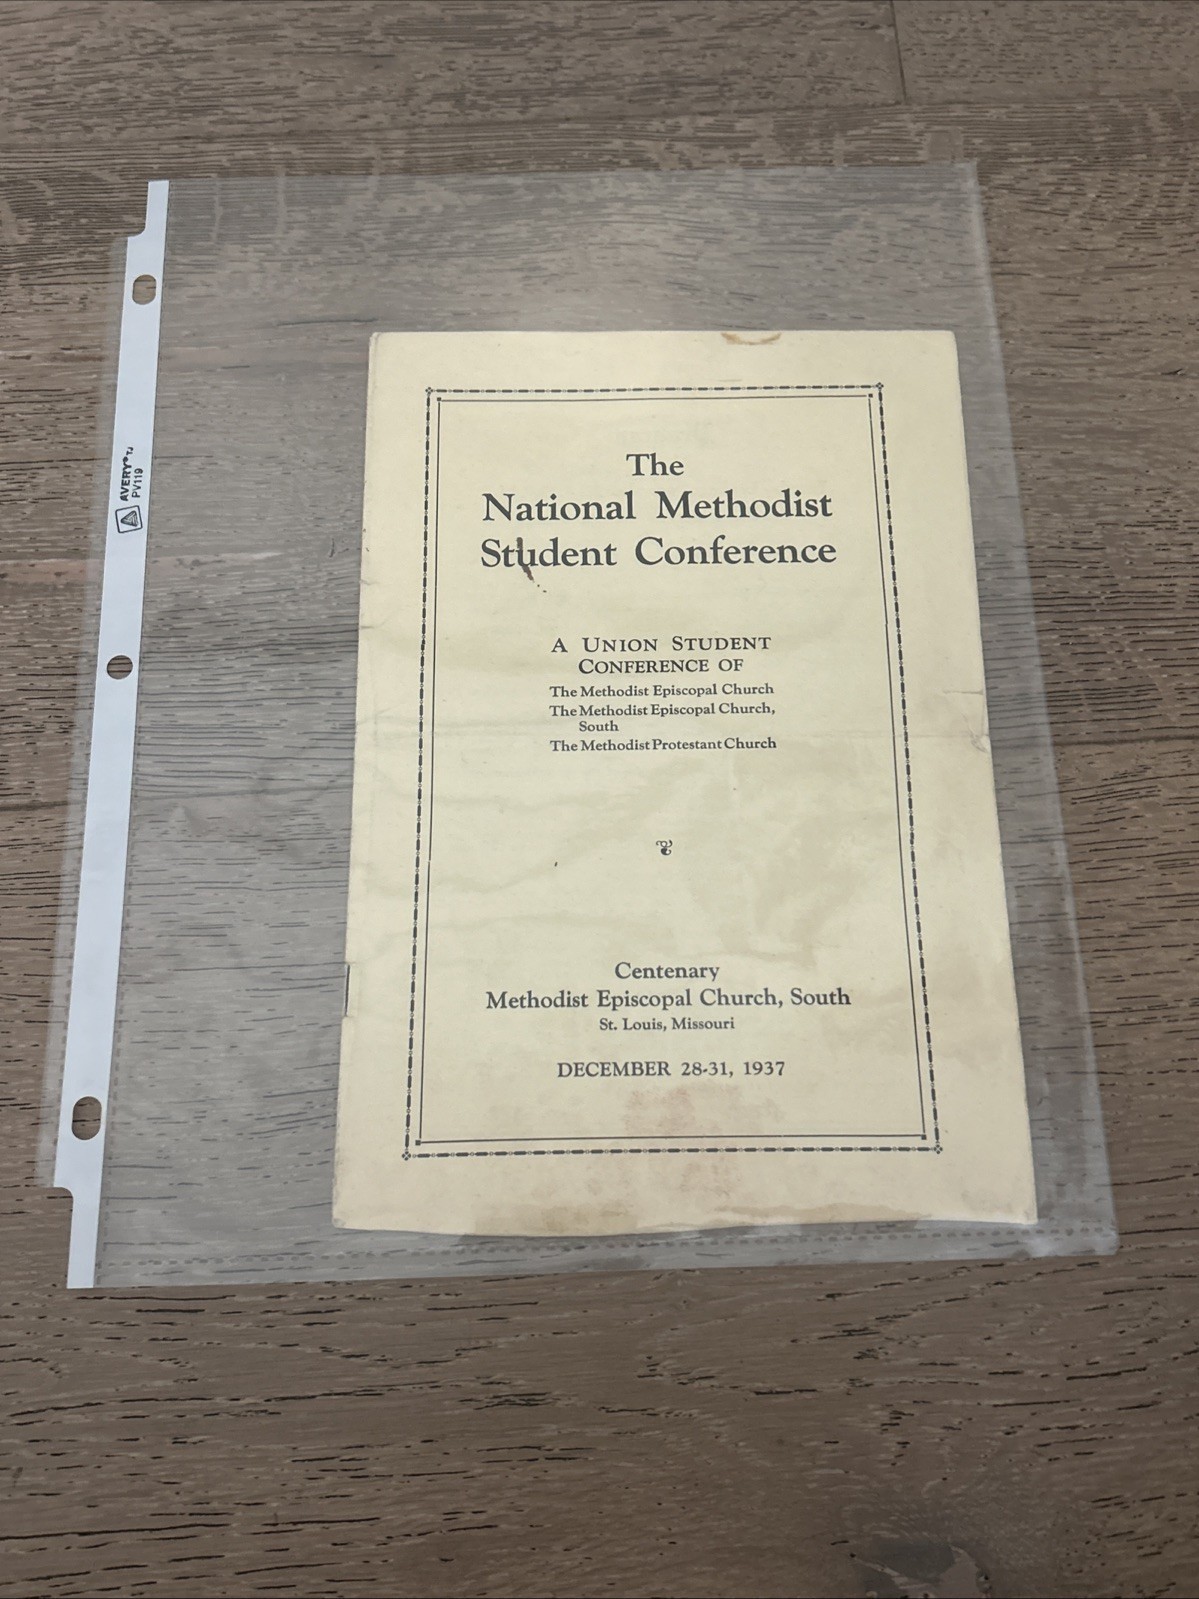 AVERY® TJ
PV119
The
National Methodist
Student Conference
A UNION STUDENT
CONFERENCE OF
The Methodist Episcopal Church
The Methodist Episcopal Church,
South
The Methodist Protestant Church
Centenary
Methodist Episcopal Church, South
St. Louis, Missouri
DECEMBER 28-31, 1937